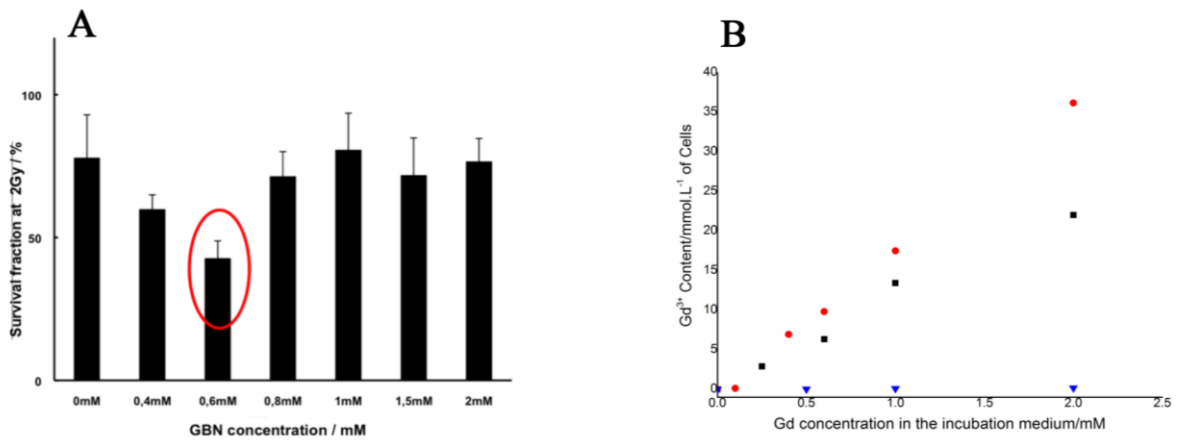 A
Survival fraction at 2Gy / %
100
50
0
0mM 0,4mM 0,6mM 0,8mM 1mM 1,5mM 2mM
GBN concentration / mM
B
Gd³⁺ Content/mmol.L⁻¹ of Cells
40
35
30
25
20
15
10
5
0
0.0 0.5 1.0 1.5 2.0 2.5
Gd concentration in the incubation medium/mM